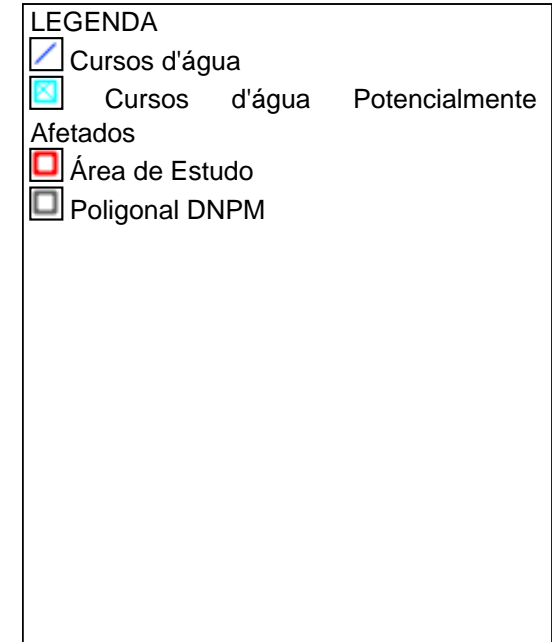 LEGENDA
Cursos d'água
Cursos d'água Potencialmente
Afetados
Área de Estudo
Poligonal DNPM